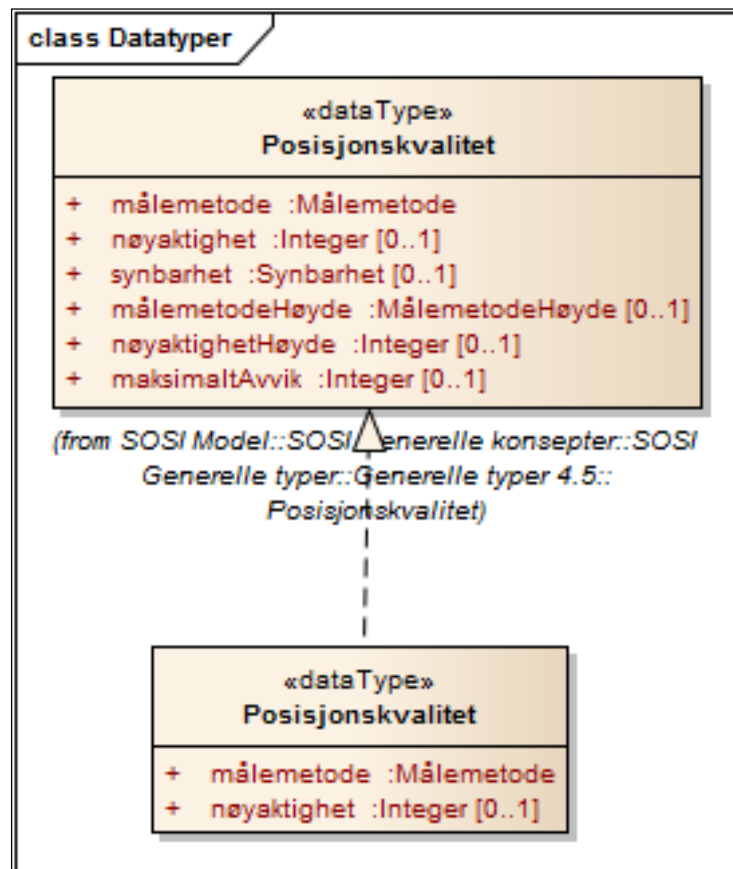 class Datatyper
«dataType»
Posisjonskvalitet
+ målemetode :Målemetode
+ nøyaktighet :Integer [0..1]
+ synbarhet :Synbarhet [0..1]
+ målemetodeHøyde :MålemetodeHøyde [0..1]
+ nøyaktighetHøyde :Integer [0..1]
+ maksimaltAvvik :Integer [0..1]
(from SOSI Model::SOSI Generelle konsepter::SOSI
Generelle typer::Generelle typer 4.5::
Posisjonskvalitet)
«dataType»
Posisjonskvalitet
+ målemetode :Målemetode
+ nøyaktighet :Integer [0..1]